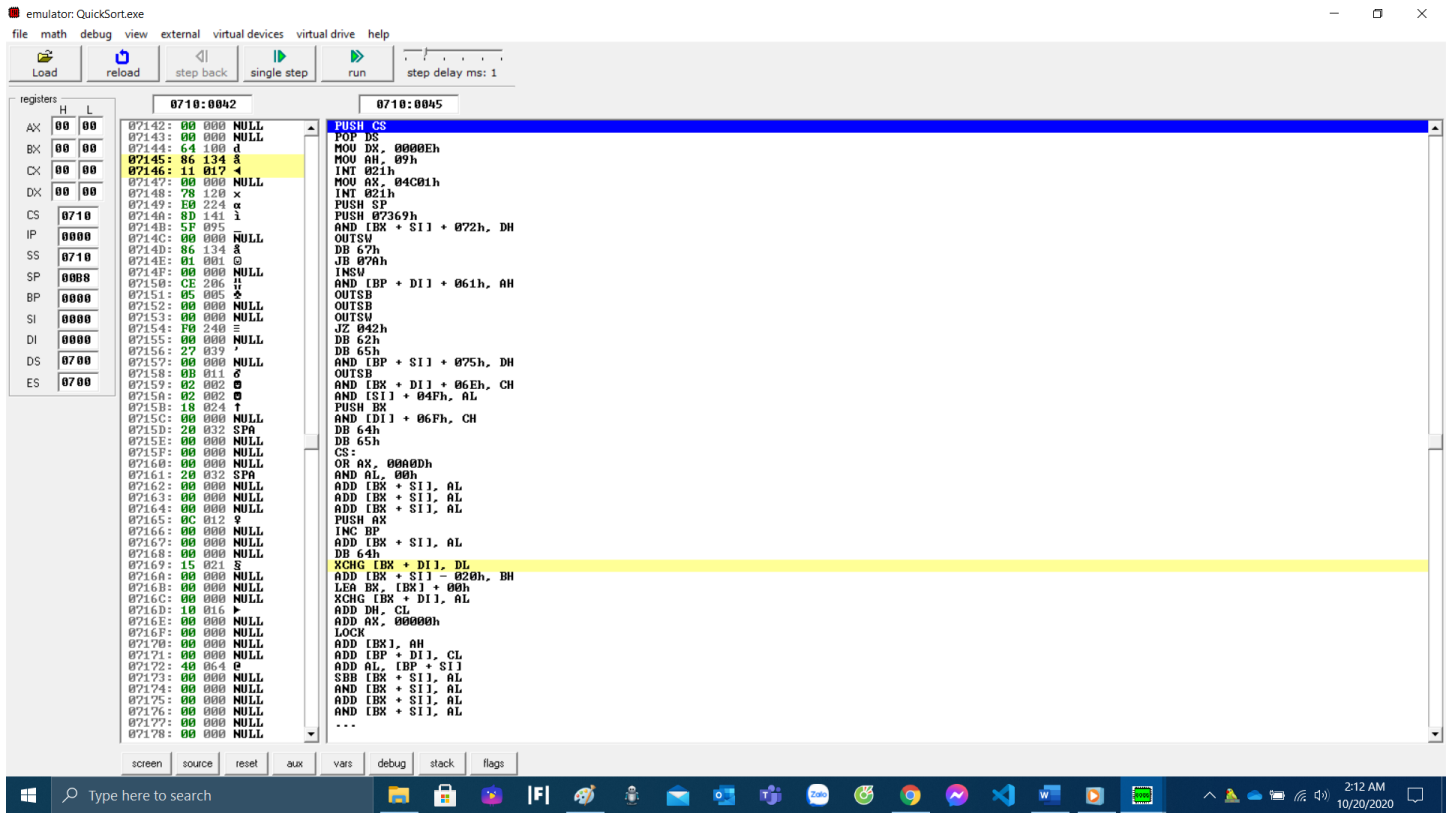 emulator: QuickSort.exe
file math debug view external virtual devices virtual drive help
Load reload step back single step run step delay ms: 1
registers
H L
0710:0042 0710:0045
AX 00 00
BX 00 00
CX 00 00
DX 00 00
CS 0710
IP 0000
SS 0710
SP 00B8
BP 0000
SI 0000
DI 0000
DS 0700
ES 0700
07142: 00 000 NULL
07143: 00 000 NULL
07144: 64 100 d
07145: 86 134 å
07146: 11 017 ◄
07147: 00 000 NULL
07148: 78 120 x
07149: E0 224 α
0714A: 8D 141 ì
0714B: 5F 095 _
0714C: 00 000 NULL
0714D: 86 134 å
0714E: 01 001 ☺
0714F: 00 000 NULL
07150: CE 206 ╬
07151: 05 005 ♣
07152: 00 000 NULL
07153: 00 000 NULL
07154: F0 240 ≡
07155: 00 000 NULL
07156: 27 039 '
07157: 00 000 NULL
07158: 0B 011 ♂
07159: 02 002 ☻
0715A: 02 002 ☻
0715B: 18 024 ↑
0715C: 00 000 NULL
0715D: 20 032 SPA
0715E: 00 000 NULL
0715F: 00 000 NULL
07160: 00 000 NULL
07161: 20 032 SPA
07162: 00 000 NULL
07163: 00 000 NULL
07164: 00 000 NULL
07165: 0C 012 ♀
07166: 00 000 NULL
07167: 00 000 NULL
07168: 00 000 NULL
07169: 15 021 §
0716A: 00 000 NULL
0716B: 00 000 NULL
0716C: 00 000 NULL
0716D: 10 016 ►
0716E: 00 000 NULL
0716F: 00 000 NULL
07170: 00 000 NULL
07171: 00 000 NULL
07172: 40 064 @
07173: 00 000 NULL
07174: 00 000 NULL
07175: 00 000 NULL
07176: 00 000 NULL
07177: 00 000 NULL
07178: 00 000 NULL
PUSH CS
POP DS
MOV DX, 0000Eh
MOV AH, 09h
INT 021h
MOV AX, 04C01h
INT 021h
PUSH SP
PUSH 07369h
AND [BX + SI] + 072h, DH
OUTSW
DB 67h
JB 07Ah
INSW
AND [BP + DI] + 061h, AH
OUTSB
OUTSB
OUTSW
JZ 042h
DB 62h
DB 65h
AND [BP + SI] + 075h, DH
OUTSB
AND [BX + DI] + 06Eh, CH
AND [SI] + 04Fh, AL
PUSH BX
AND [DI] + 06Fh, CH
DB 64h
DB 65h
CS:
OR AX, 00A0Dh
AND AL, 00h
ADD [BX + SI], AL
ADD [BX + SI], AL
ADD [BX + SI], AL
PUSH AX
INC BP
ADD [BX + SI], AL
DB 64h
XCHG [BX + DI], DL
ADD [BX + SI] - 020h, BH
LEA BX, [BX] + 00h
XCHG [BX + DI], AL
ADD DH, CL
ADD AX, 00000h
LOCK
ADD [BX], AH
ADD [BP + DI], CL
ADD AL, [BP + SI]
SBB [BX + SI], AL
AND [BX + SI], AL
ADD [BX + SI], AL
AND [BX + SI], AL
...
screen source reset aux vars debug stack flags
Type here to search
|F|
Zalo
2:12 AM
10/20/2020